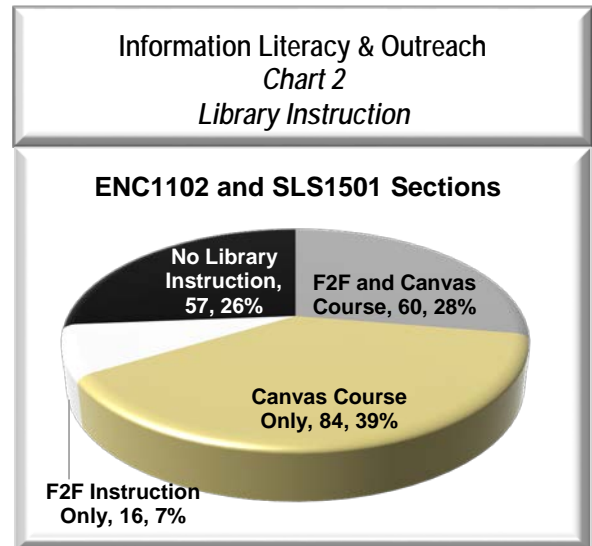 Information Literacy & Outreach
Chart 2
Library Instruction
ENC1102 and SLS1501 Sections
No Library
Instruction,
57, 26%
F2F and Canvas
Course, 60, 28%
Canvas Course
Only, 84, 39%
F2F Instruction
Only, 16, 7%